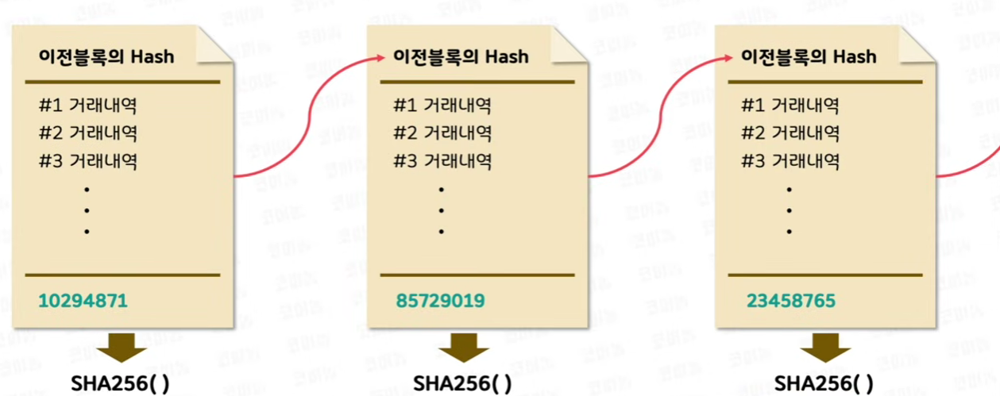 이전블록의 Hash
#1 거래내역
#2 거래내역
#3 거래내역
10294871
SHA256( )
이전블록의 Hash
#1 거래내역
#2 거래내역
#3 거래내역
85729019
SHA256( )
이전블록의 Hash
#1 거래내역
#2 거래내역
#3 거래내역
23458765
SHA256( )